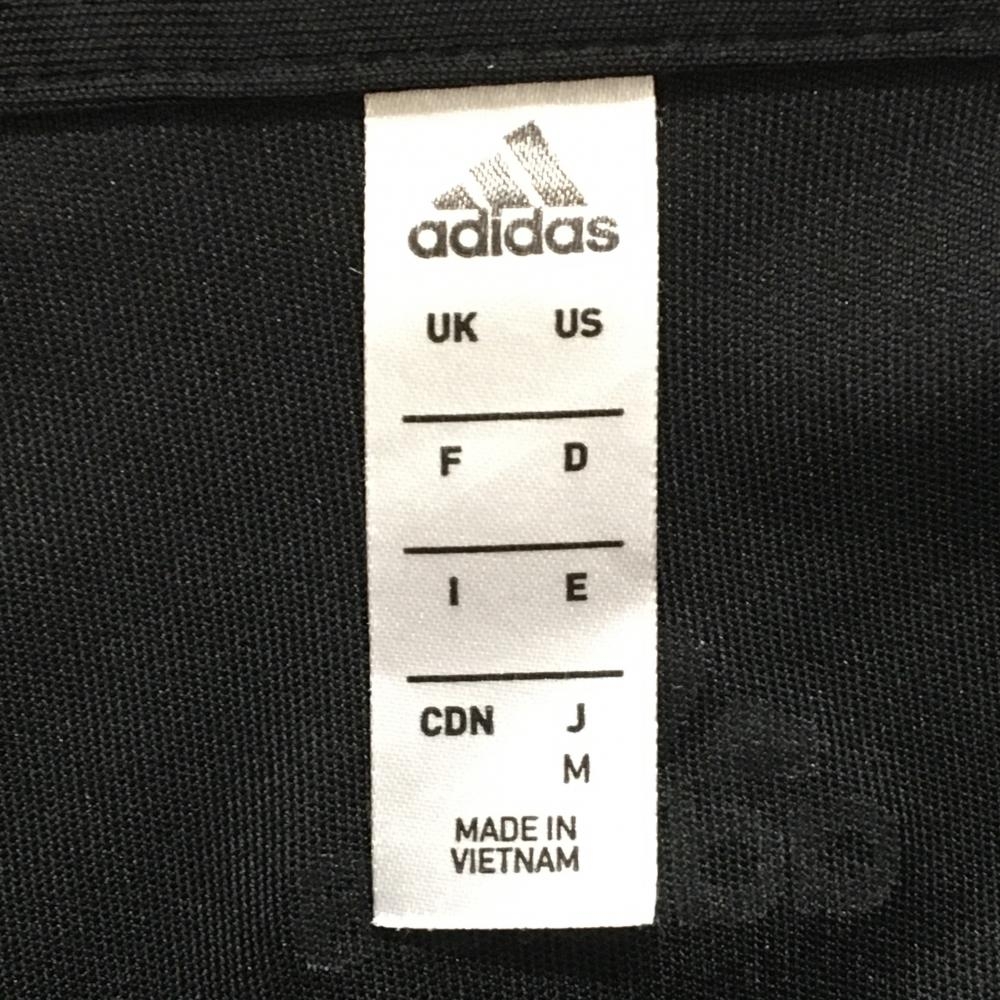 adidas
UK US
F D
I E
CDN J
M
MADE IN
VIETNAM